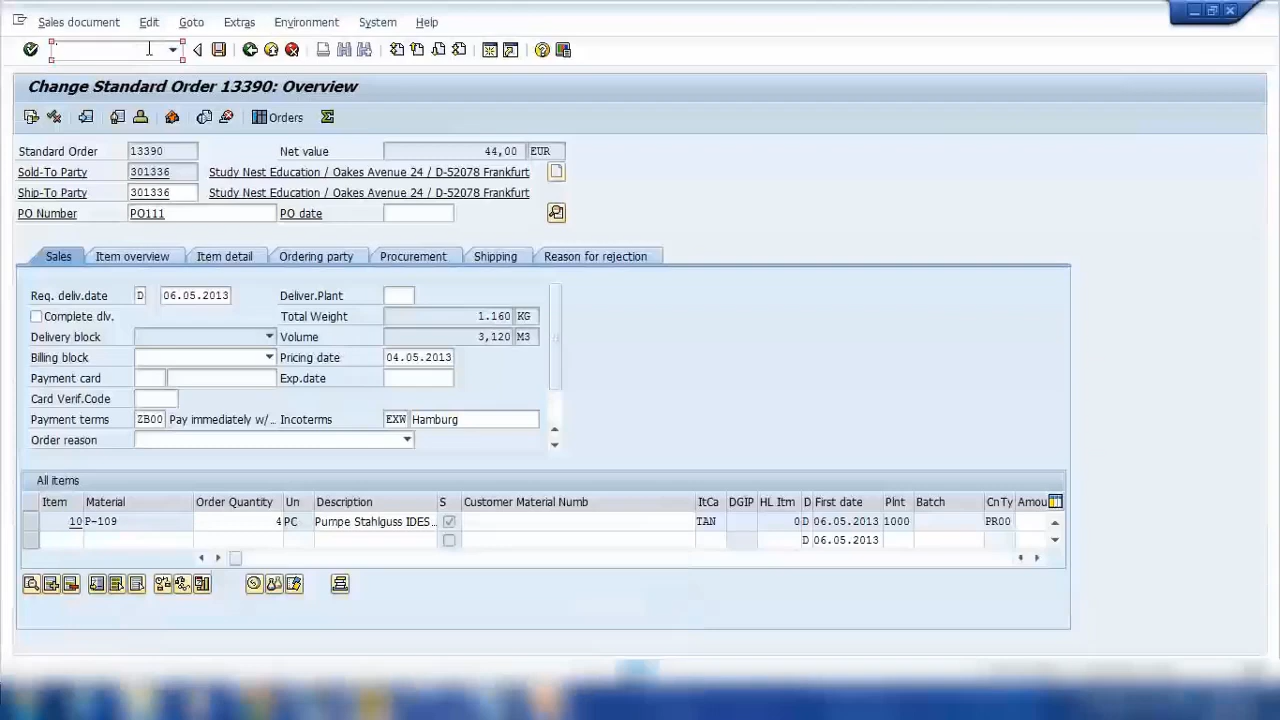 Sales document Edit Goto Extras Environment System Help
Change Standard Order 13390: Overview
Orders
Standard Order 13390 Net value 44,00 EUR
Sold-To Party 301336 Study Nest Education / Oakes Avenue 24 / D-52078 Frankfurt
Ship-To Party 301336 Study Nest Education / Oakes Avenue 24 / D-52078 Frankfurt
PO Number PO111 PO date
Sales Item overview Item detail Ordering party Procurement Shipping Reason for rejection
Req. deliv.date D 06.05.2013 Deliver.Plant
Complete dlv. Total Weight 1.160 KG
Delivery block Volume 3,120 M3
Billing block Pricing date 04.05.2013
Payment card Exp.date
Card Verif.Code
Payment terms ZB00 Pay immediately w/... Incoterms EXW Hamburg
Order reason
All items
Item Material Order Quantity Un Description S Customer Material Numb ItCa DGIP HL Itm D First date Plnt Batch CnTy Amou
10 P-109 4 PC Pumpe Stahlguss IDES... TAN 0 D 06.05.2013 1000 PR00
D 06.05.2013